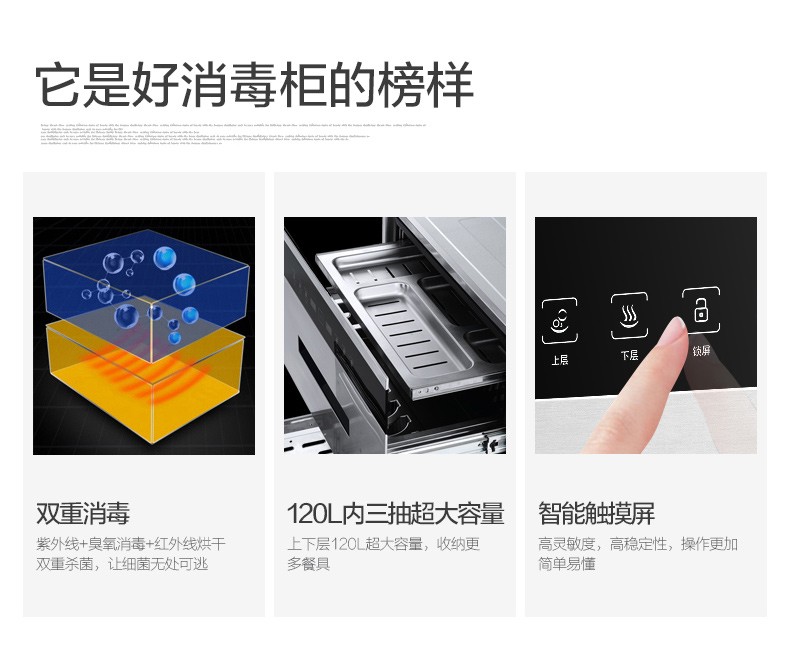 它是好消毒柜的榜样
上层
下层
锁屏
双重消毒
紫外线+臭氧消毒+红外线烘干
双重杀菌，让细菌无处可逃
120L内三抽超大容量
上下层120L超大容量，收纳更
多餐具
智能触摸屏
高灵敏度，高稳定性，操作更加
简单易懂